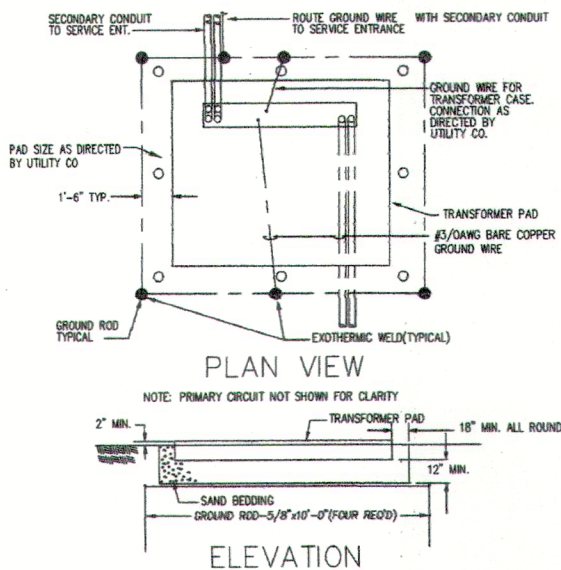 SECONDARY CONDUIT
TO SERVICE ENT.
ROUTE GROUND WIRE WITH SECONDARY CONDUIT
TO SERVICE ENTRANCE
GROUND WIRE FOR
TRANSFORMER CASE.
CONNECTION AS
DIRECTED BY
UTILITY CO.
PAD SIZE AS DIRECTED
BY UTILITY CO
1'-6" TYP.
TRANSFORMER PAD
#3/0AWG BARE COPPER
GROUND WIRE
GROUND ROD
TYPICAL
EXOTHERMIC WELD(TYPICAL)
PLAN VIEW
NOTE: PRIMARY CIRCUIT NOT SHOWN FOR CLARITY
2" MIN.
TRANSFORMER PAD
18" MIN. ALL ROUND
12" MIN.
SAND BEDDING
GROUND ROD-5/8"x10'-0"(FOUR REQ'D)
ELEVATION